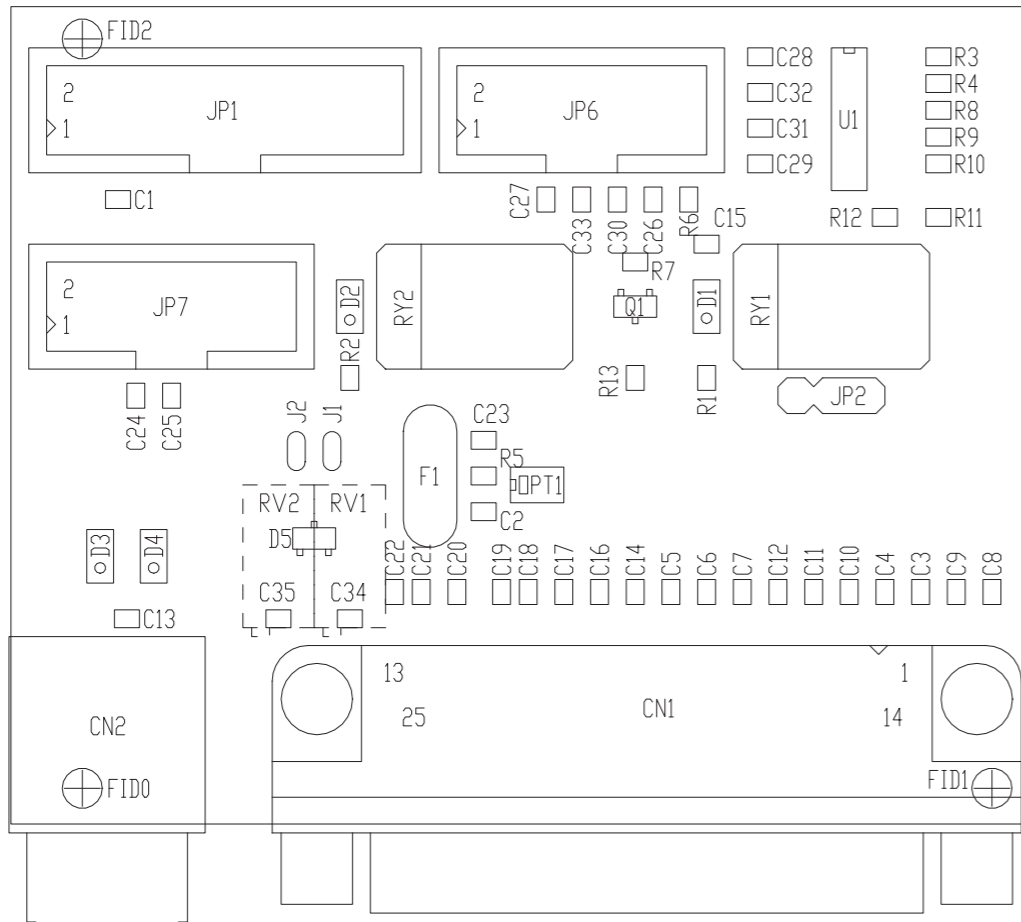 FID2
C28
R3
R4
2
JP1
2
JP6
C32
U1
R8
1
1
C31
R9
C29
R10
C1
C27
C33
C30
C26
R6
C15
R12
R11
R7
2
JP7
1
D2
RY2
Q1
D1
RY1
R2
R13
R1
JP2
C24
C25
J2
J1
C23
F1
R5
PT1
C2
RV2
RV1
D5
D3
D4
C22
C21
C20
C19
C18
C17
C16
C14
C5
C6
C7
C12
C11
C10
C4
C3
C9
C8
C35
C34
C13
13
1
CN2
25
CN1
14
FID0
FID1